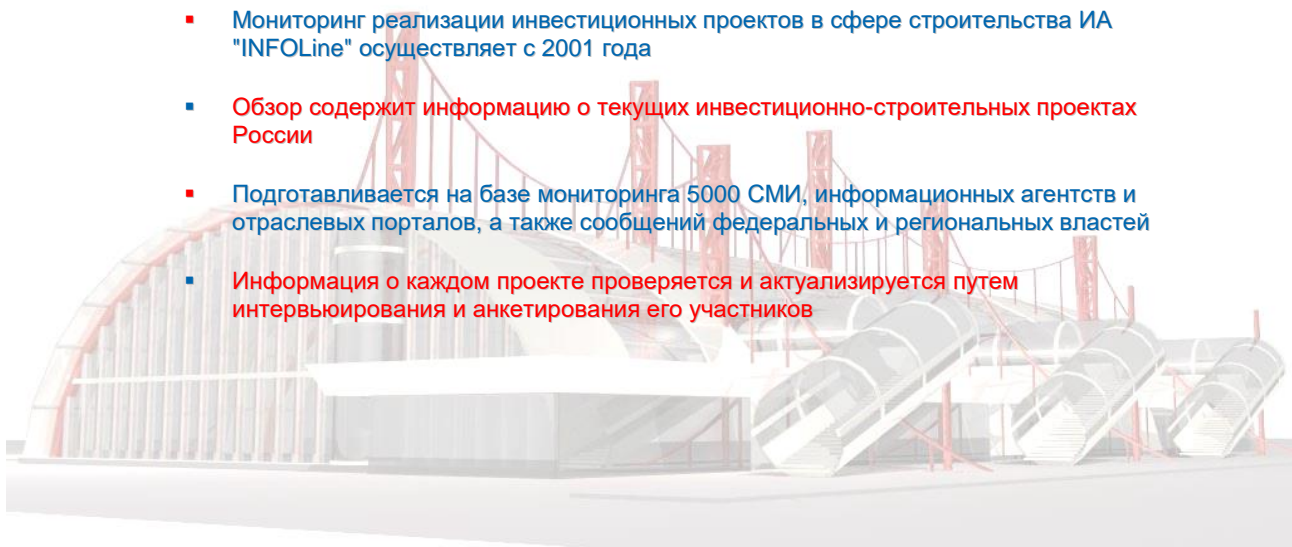 ▪ Мониторинг реализации инвестиционных проектов в сфере строительства ИА
"INFOLine" осуществляет с 2001 года
▪ Обзор содержит информацию о текущих инвестиционно-строительных проектах
России
▪ Подготавливается на базе мониторинга 5000 СМИ, информационных агентств и
отраслевых порталов, а также сообщений федеральных и региональных властей
▪ Информация о каждом проекте проверяется и актуализируется путем
интервьюирования и анкетирования его участников